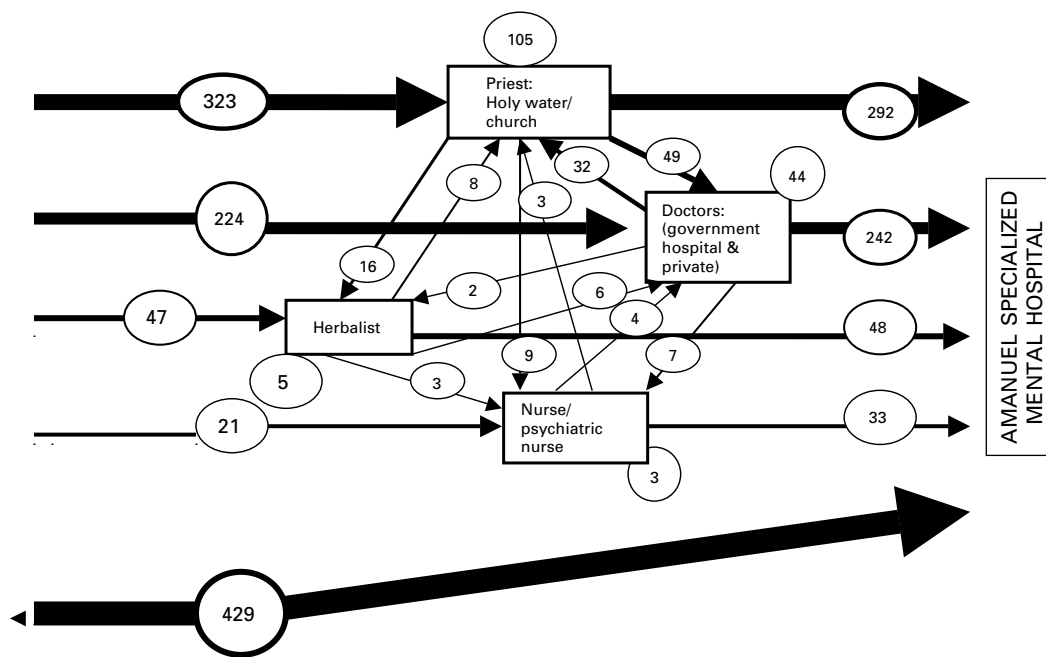 105
323
Priest:
Holy water/
church
292
8
32
49
3
44
224
Doctors:
(government
hospital &
private)
242
16
2
6
47
Herbalist
4
48
5
3
9
7
21
Nurse/
psychiatric
nurse
33
3
429
AMANUEL SPECIALIZED
MENTAL HOSPITAL